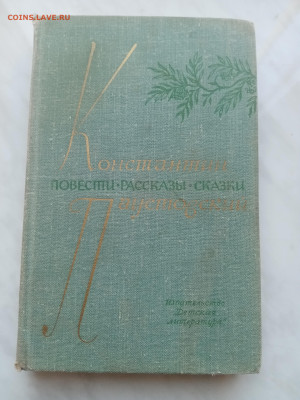 COINS.LAVE.RU
Константин
ПОВЕСТИ·РАССКАЗЫ·СКАЗКИ
Паустовский
Издательство
"Детская
литература"